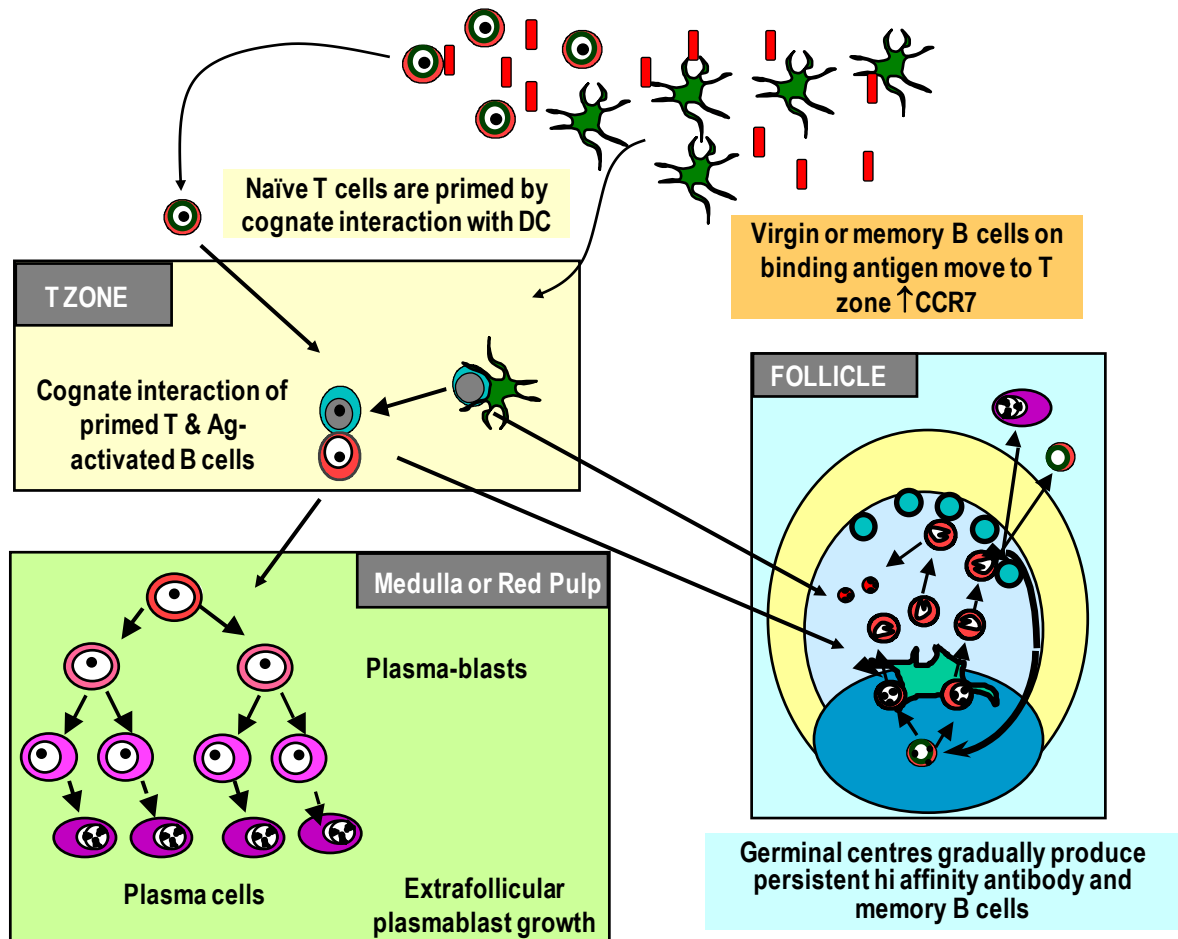 Naïve T cells are primed by
cognate interaction with DC
Virgin or memory B cells on
binding antigen move to T
zone ↑CCR7
T ZONE
Cognate interaction of
primed T & Ag-
activated B cells
FOLLICLE
Medulla or Red Pulp
Plasma-blasts
Plasma cells
Extrafollicular
plasmablast growth
Germinal centres gradually produce
persistent hi affinity antibody and
memory B cells